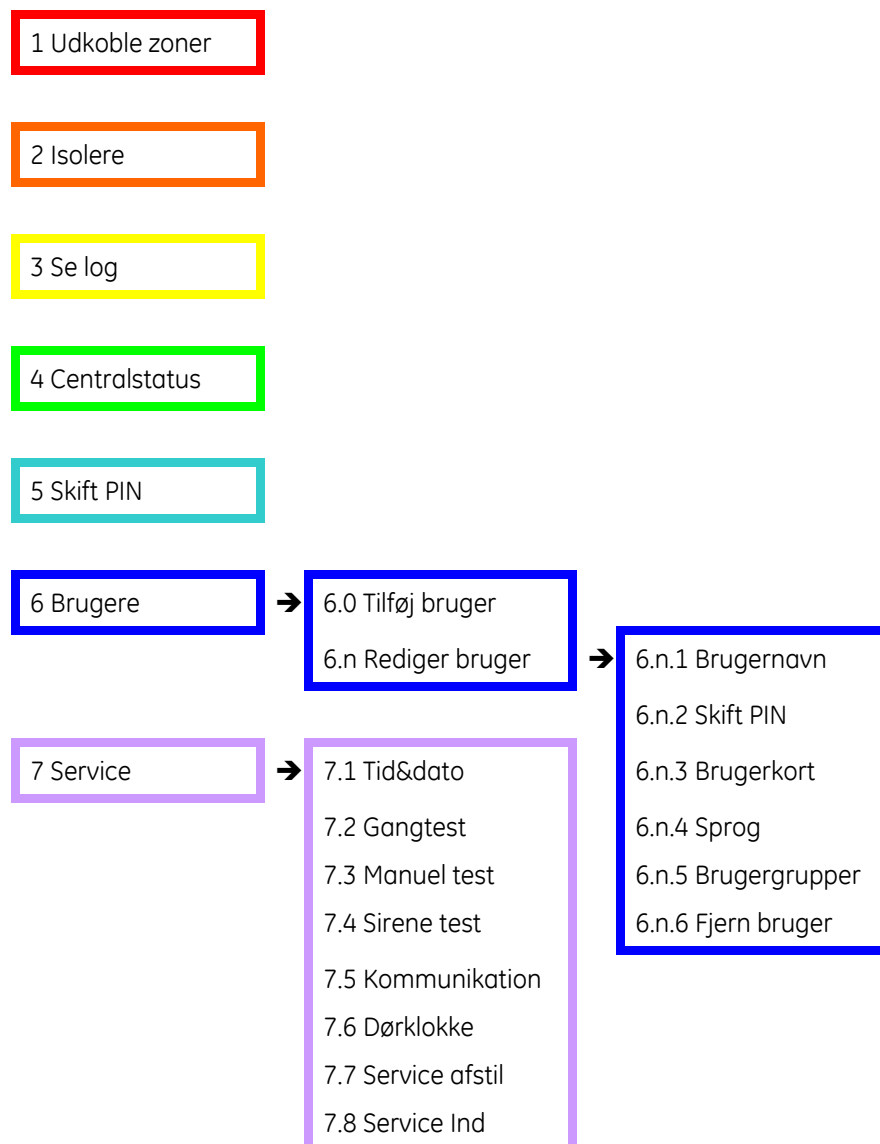 1 Udkoble zoner
2 Isolere
3 Se log
4 Centralstatus
5 Skift PIN
6 Brugere
6.0 Tilføj bruger
6.n Rediger bruger
6.n.1 Brugernavn
6.n.2 Skift PIN
6.n.3 Brugerkort
6.n.4 Sprog
6.n.5 Brugergrupper
6.n.6 Fjern bruger
7 Service
7.1 Tid&dato
7.2 Gangtest
7.3 Manuel test
7.4 Sirene test
7.5 Kommunikation
7.6 Dørklokke
7.7 Service afstil
7.8 Service Ind